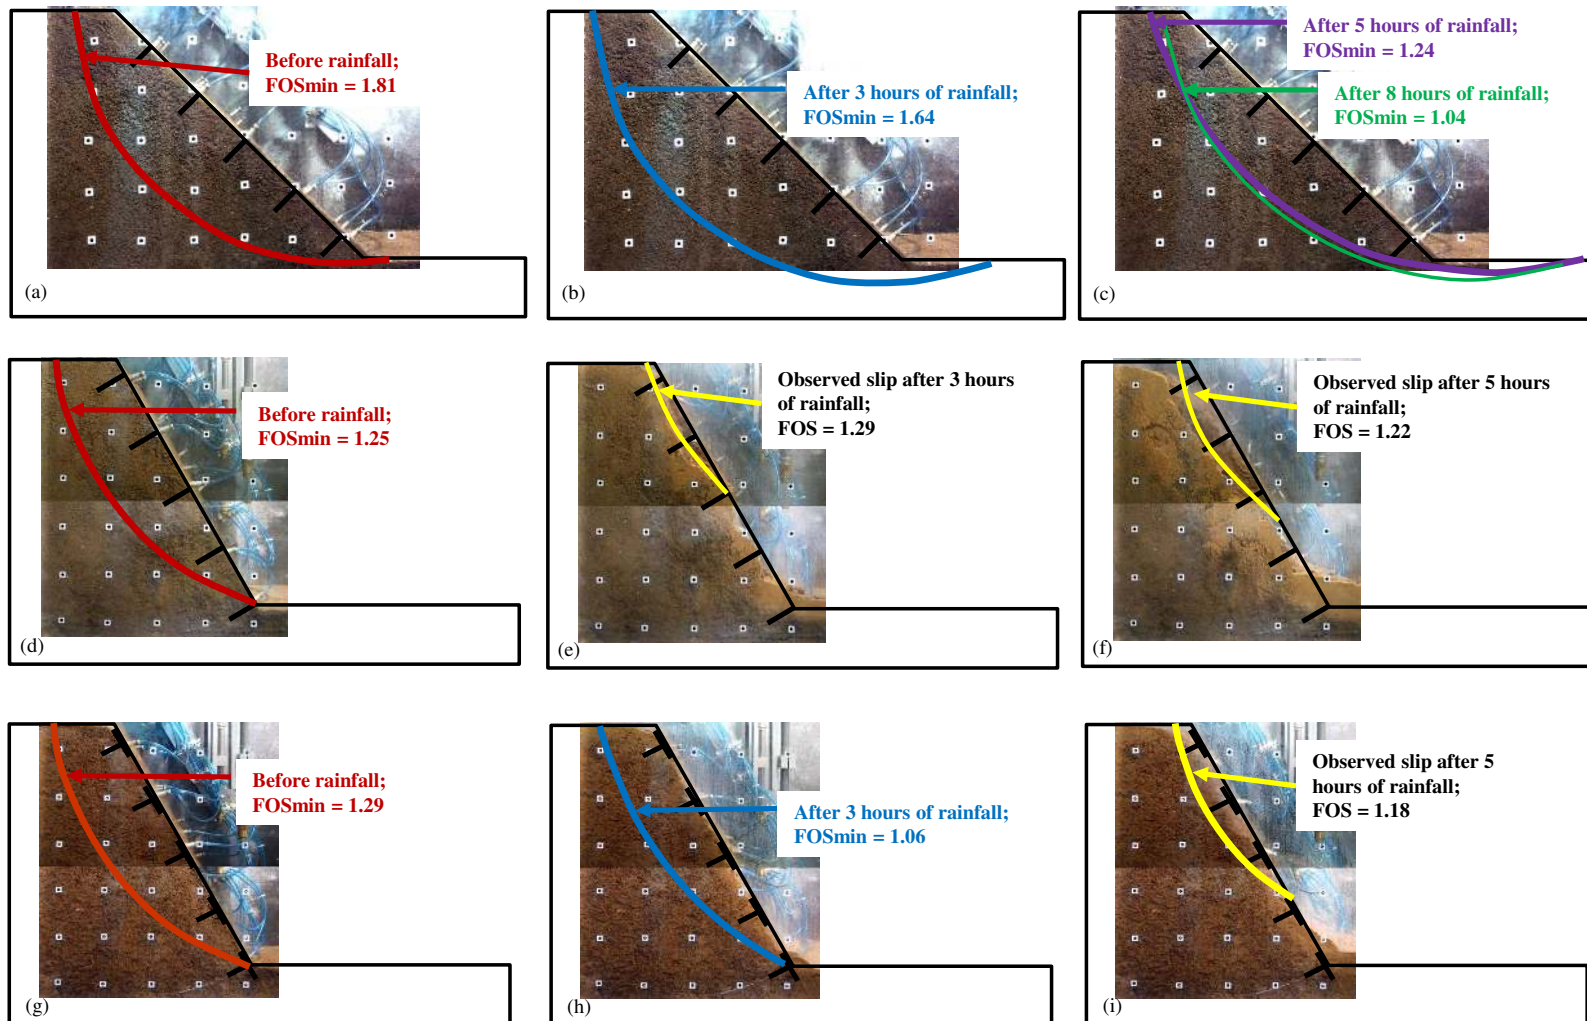 Before rainfall;
FOSmin = 1.81
(a)
After 3 hours of rainfall;
FOSmin = 1.64
(b)
After 5 hours of rainfall;
FOSmin = 1.24
After 8 hours of rainfall;
FOSmin = 1.04
(c)
Before rainfall;
FOSmin = 1.25
(d)
Observed slip after 3 hours
of rainfall;
FOS = 1.29
(e)
Observed slip after 5 hours
of rainfall;
FOS = 1.22
(f)
Before rainfall;
FOSmin = 1.29
(g)
After 3 hours of rainfall;
FOSmin = 1.06
(h)
Observed slip after 5
hours of rainfall;
FOS = 1.18
(i)